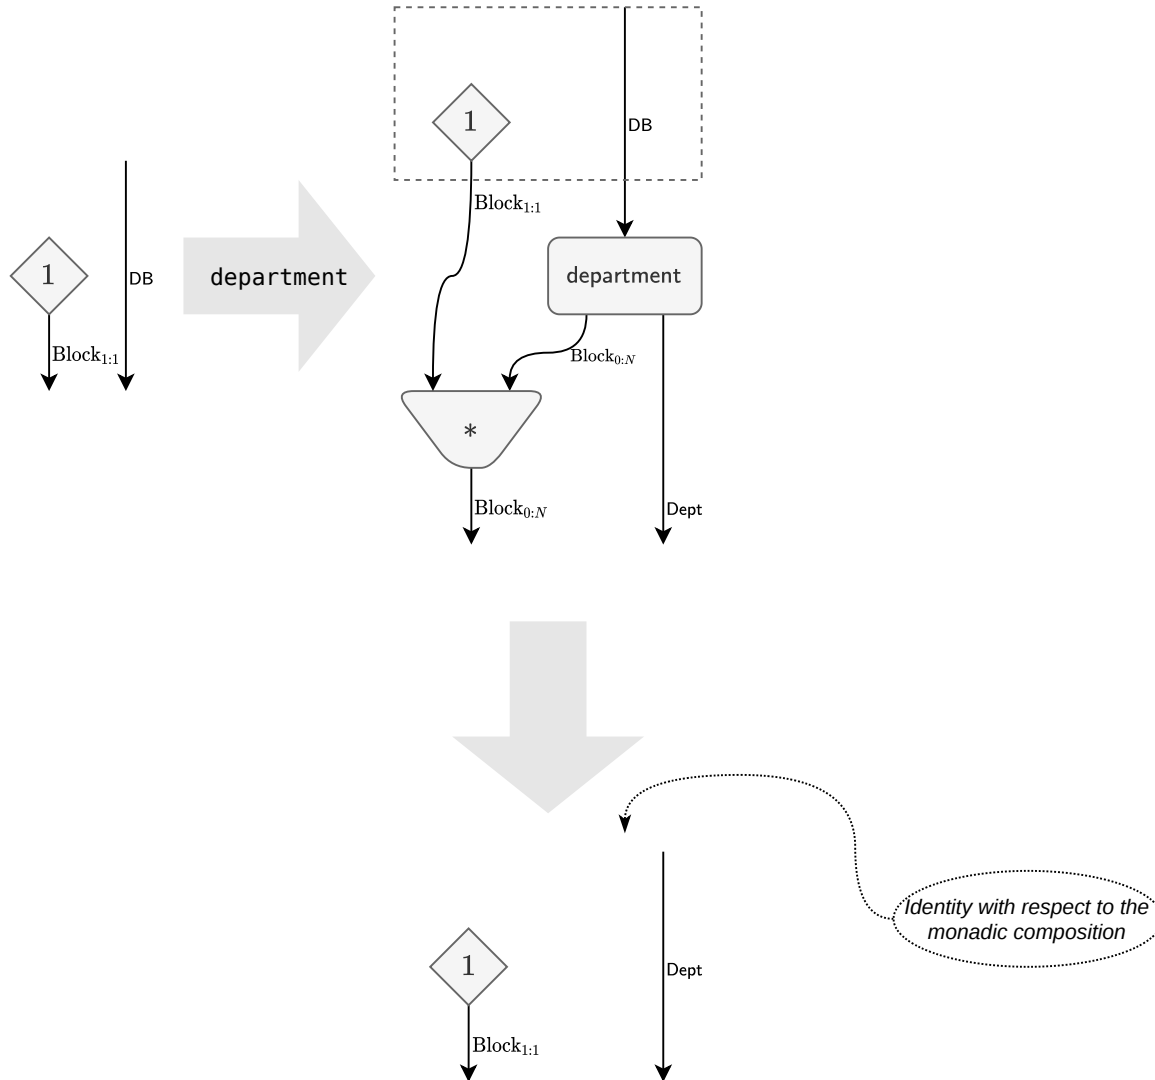 1
DB
Block1:1
department
1
DB
Block1:1
department
Block0:N
*
Block0:N
Dept
Identity with respect to the
monadic composition
1
Dept
Block1:1